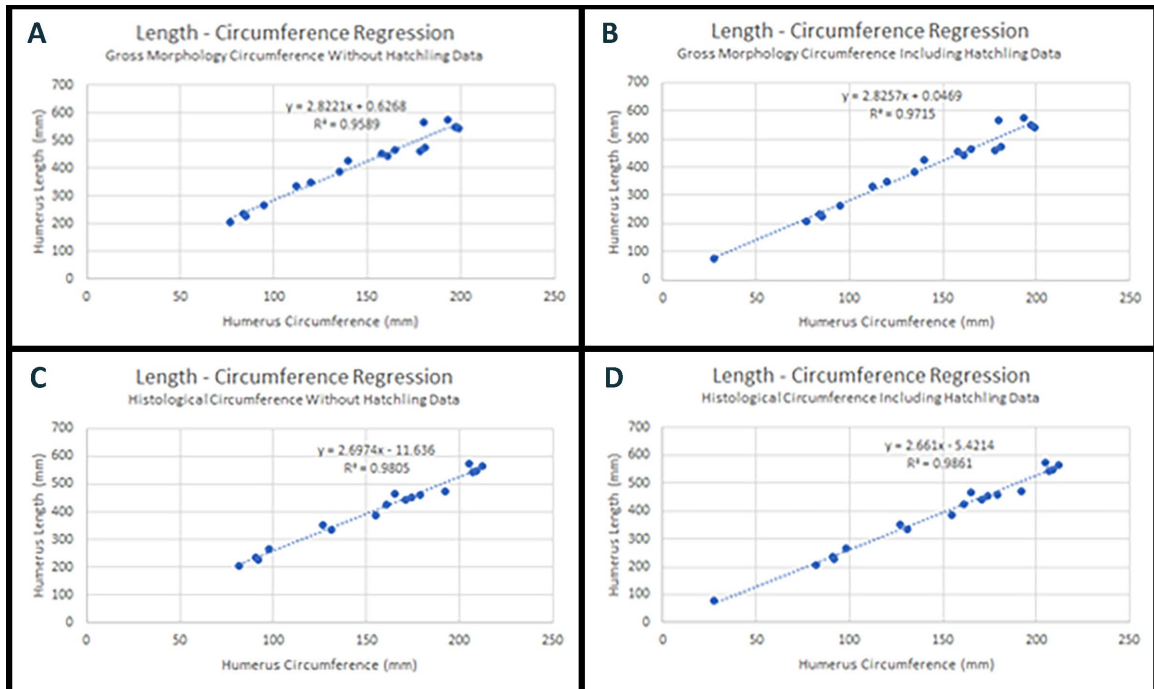 A
Length - Circumference Regression
Gross Morphology Circumference Without Hatchling Data
y = 2.8221x + 0.6268
R² = 0.9589
Humerus Length (mm)
700
600
500
400
300
200
100
0
0 50 100 150 200 250
Humerus Circumference (mm)
B
Length - Circumference Regression
Gross Morphology Circumference Including Hatchling Data
y = 2.8257x + 0.0469
R² = 0.9715
Humerus Length (mm)
700
600
500
400
300
200
100
0
0 50 100 150 200 250
Humerus Circumference (mm)
C
Length - Circumference Regression
Histological Circumference Without Hatchling Data
y = 2.6974x - 11.636
R² = 0.9805
Humerus Length (mm)
700
600
500
400
300
200
100
0
0 50 100 150 200 250
Humerus Circumference (mm)
D
Length - Circumference Regression
Histological Circumference Including Hatchling Data
y = 2.661x - 5.4214
R² = 0.9861
Humerus Length (mm)
700
600
500
400
300
200
100
0
0 50 100 150 200 250
Humerus Circumference (mm)